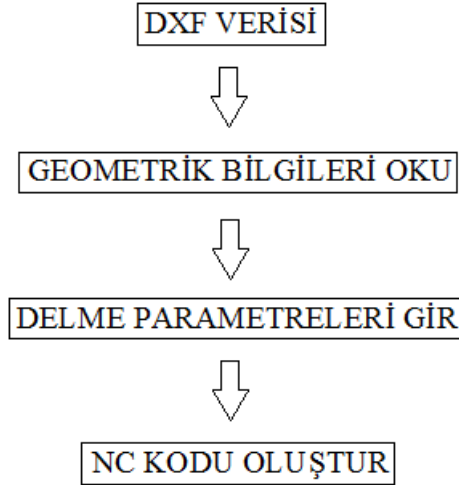 DXF VERİSİ
GEOMETRİK BİLGİLERİ OKU
DELME PARAMETRELERİ GİR
NC KODU OLUŞTUR